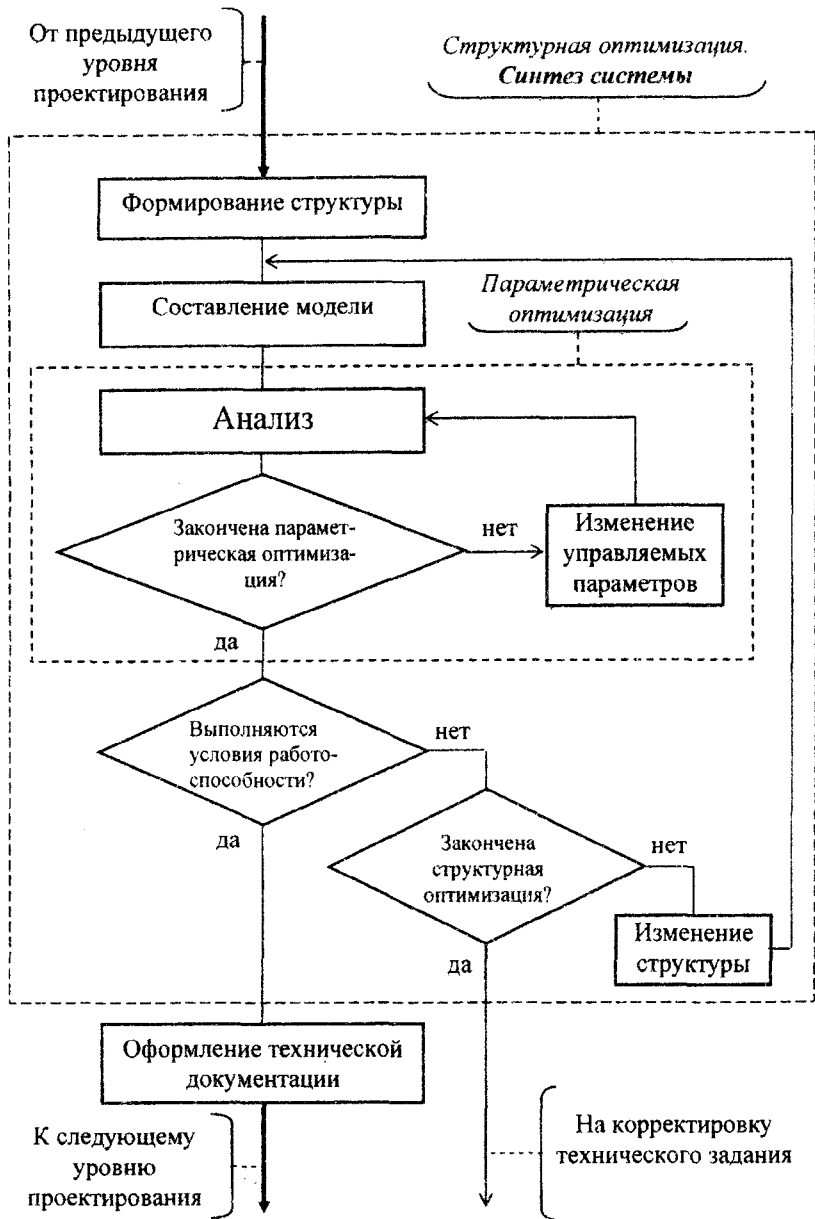 От предыдущего
уровня
проектирования
Структурная оптимизация.
Синтез системы
Формирование структуры
Составление модели
Параметрическая
оптимизация
Анализ
Закончена парамет-
рическая оптимиза-
ция?
нет
Изменение
управляемых
параметров
да
Выполняются
условия работо-
способности?
нет
да
Закончена
структурная
оптимизация?
нет
Изменение
структуры
да
Оформление технической
документации
К следующему
уровню
проектирования
На корректировку
технического задания